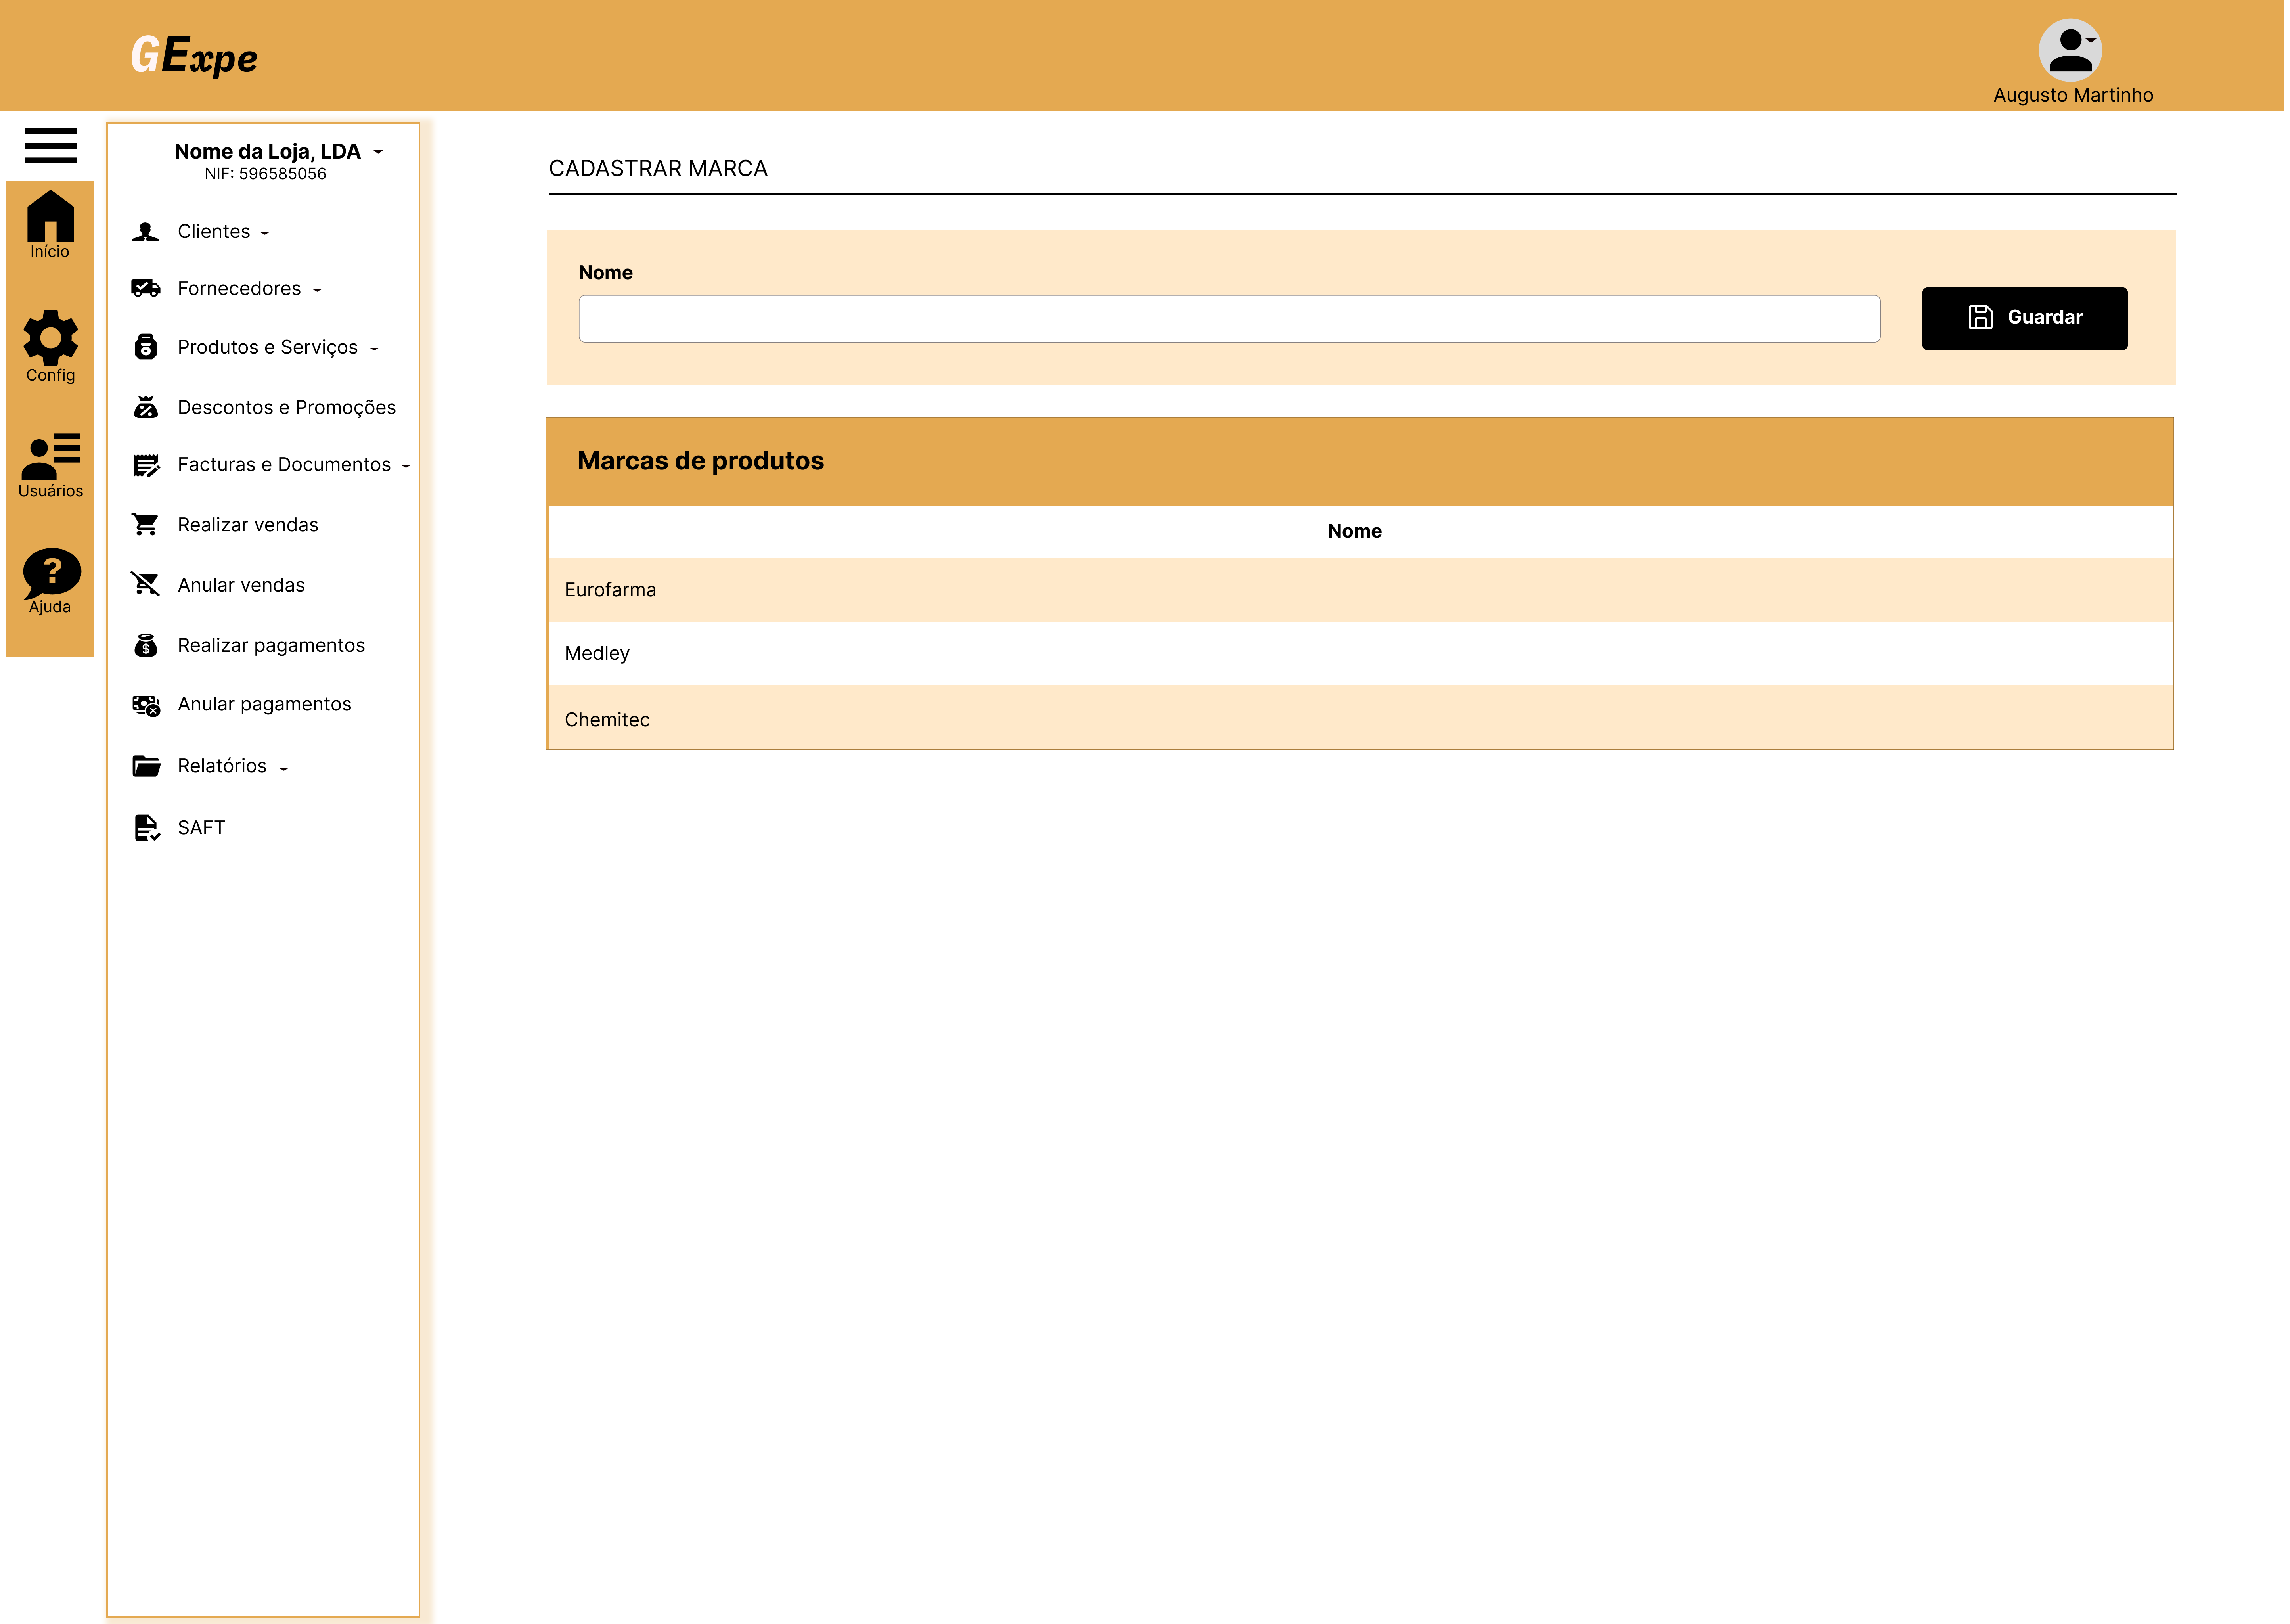 GExpe
Augusto Martinho
Início
Config
Usuários
Ajuda
Nome da Loja, LDA
NIF: 596585056
Clientes
Fornecedores
Produtos e Serviços
Descontos e Promoções
Facturas e Documentos
Realizar vendas
Anular vendas
Realizar pagamentos
Anular pagamentos
Relatórios
SAFT
CADASTRAR MARCA
Nome
Guardar
Marcas de produtos
Nome
Eurofarma
Medley
Chemitec